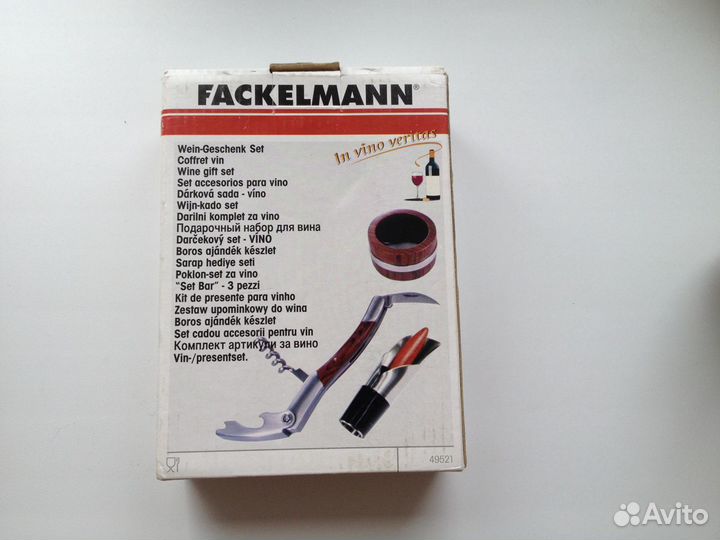 FACKELMANN®
In vino veritas
Wein-Geschenk Set
Coffret vin
Wine gift set
Set accesorios para vino
Dárková sada - víno
Wijn-kado set
Darilni komplet za vino
Подарочный набор для вина
Darčekový set - VÍNO
Boros ajándék készlet
Sarap hediye seti
Poklon-set za vino
"Set Bar" - 3 pezzi
Kit de presente para vinho
Zestaw upominkowy do wina
Boros ajándék készlet
Set cadou accesorii pentru vin
Комплект артикули за вино
Vin-/presentset.
49521
Avito